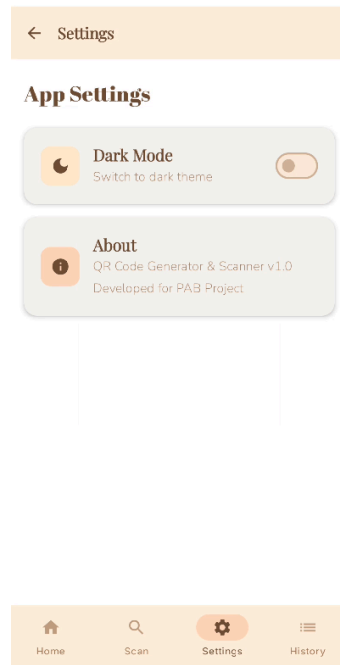 Settings
App Settings
Dark Mode
Switch to dark theme
About
QR Code Generator & Scanner v1.0
Developed for PAB Project
Home Scan Settings History